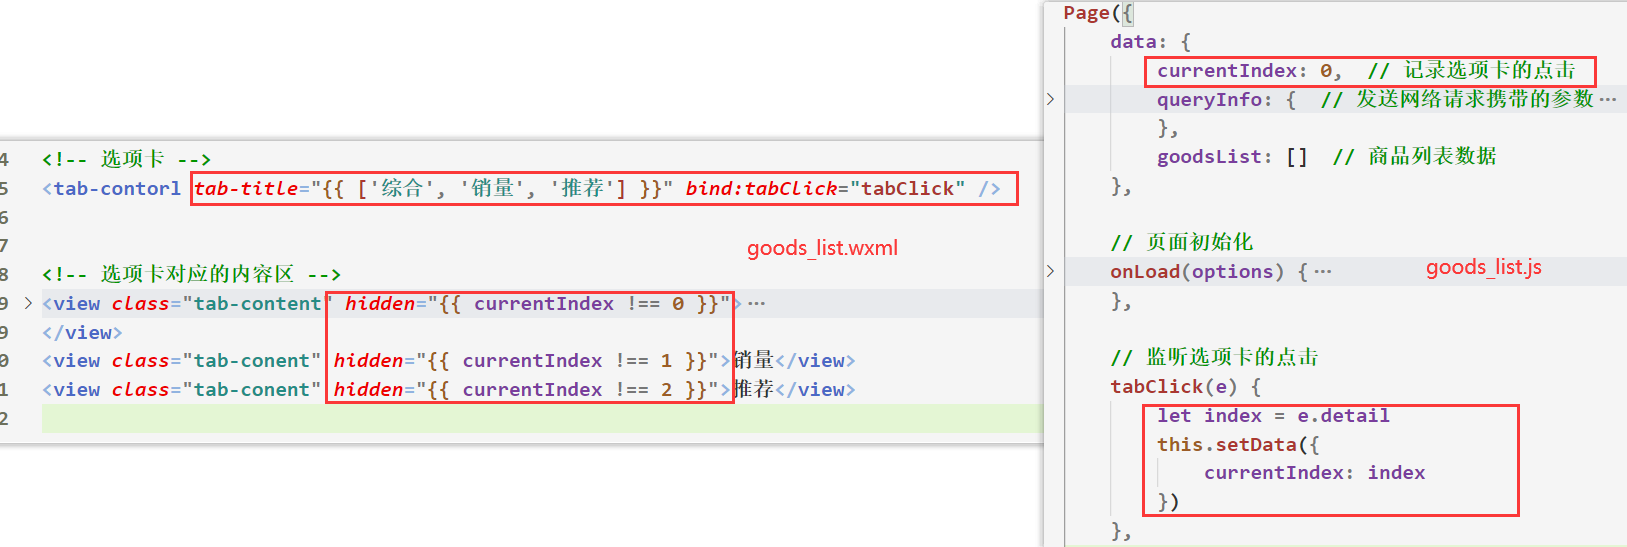 4 <!-- 选项卡 -->
5 <tab-contorl tab-title="{{ ['综合', '销量', '推荐'] }}" bind:tabClick="tabClick" />
6
7
goods_list.wxml
8 <!-- 选项卡对应的内容区 -->
9 <view class="tab-content" hidden="{{ currentIndex !== 0 }}">…
9 </view>
0 <view class="tab-conent" hidden="{{ currentIndex !== 1 }}">销量</view>
1 <view class="tab-conent" hidden="{{ currentIndex !== 2 }}">推荐</view>
2
Page({
data: {
currentIndex: 0, // 记录选项卡的点击
queryInfo: { // 发送网络请求携带的参数…
},
goodsList: [] // 商品列表数据
},
// 页面初始化
onLoad(options) {…
goods_list.js
},
// 监听选项卡的点击
tabClick(e) {
let index = e.detail
this.setData({
currentIndex: index
})
},